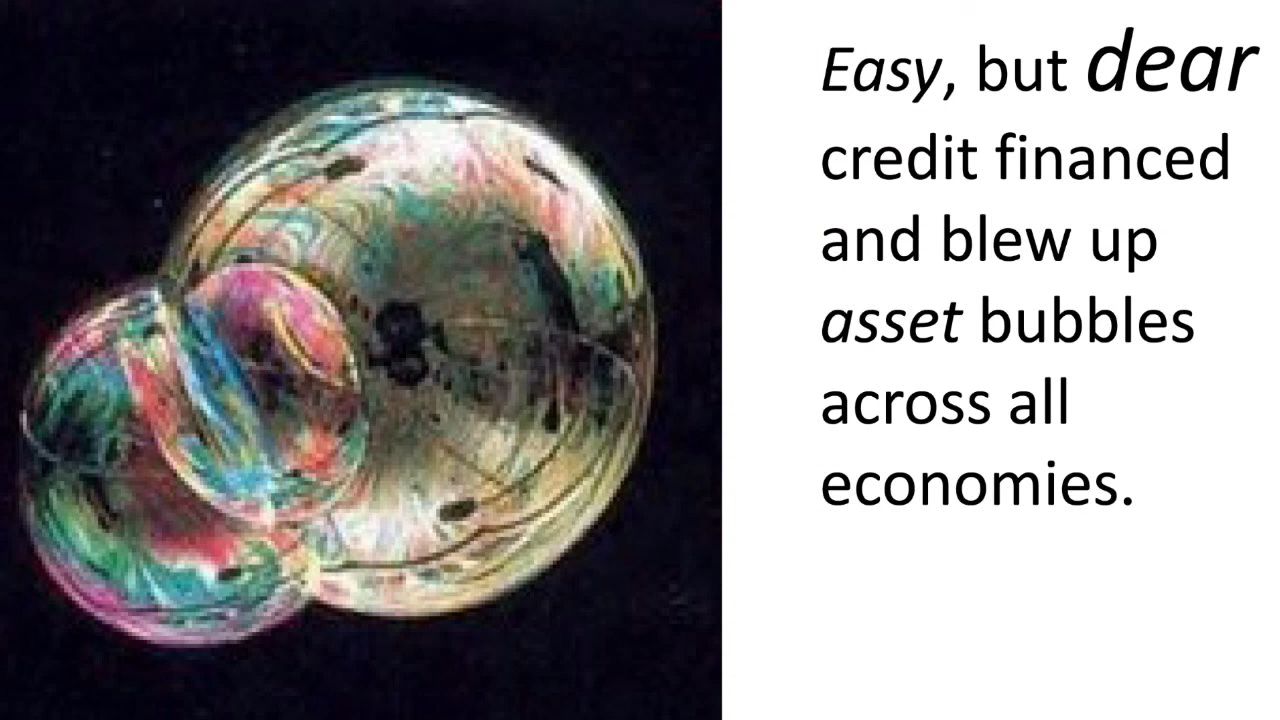 Easy, but dear
credit financed
and blew up
asset bubbles
across all
economies.